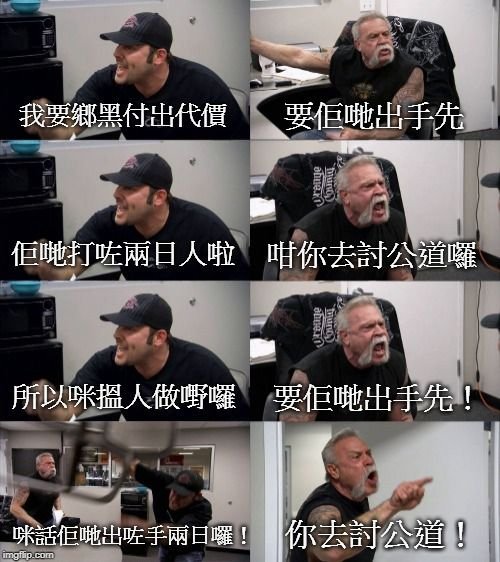 我要鄉黑付出代價
要佢哋出手先
佢哋打咗兩日人啦
咁你去討公道囉
所以咪搵人做嘢囉
要佢哋出手先！
咪話佢哋出咗手兩日囉！
你去討公道！
imgflip.com